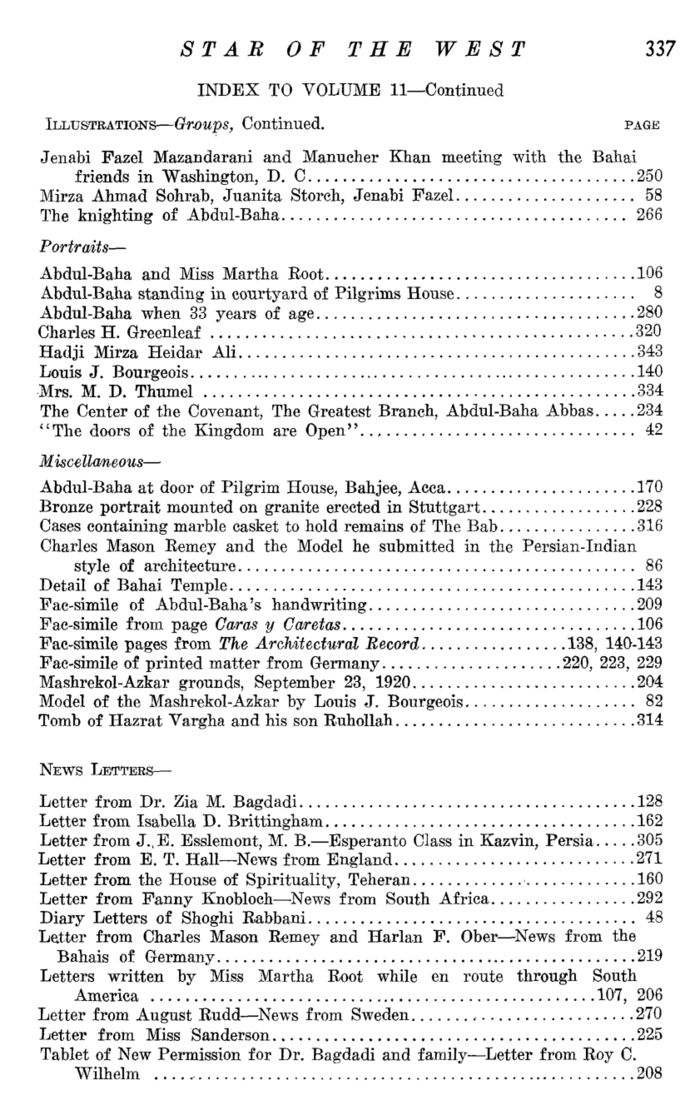 STAR OF THE WEST 337
INDEX TO VOLUME 11—Continued
ILLUSTRATIONS—Groups, Continued. PAGE
Jenabi Fazel Mazandarani and Manucher Khan meeting with the Bahai
friends in Washington, D. C..................................250
Mirza Ahmad Sohrab, Juanita Storch, Jenabi Fazel.................... 58
The knighting of Abdul-Baha...................................... 266
Portraits—
Abdul-Baha and Miss Martha Root..................................106
Abdul-Baha standing in courtyard of Pilgrims House.................... 8
Abdul-Baha when 33 years of age...................................280
Charles H. Greenleaf ..............................................320
Hadji Mirza Heidar Ali............................................343
Louis J. Bourgeois.................................................140
Mrs. M. D. Thumel ...............................................334
The Center of the Covenant, The Greatest Branch, Abdul-Baha Abbas.....234
“The doors of the Kingdom are Open”.............................. 42
Miscellaneous—
Abdul-Baha at door of Pilgrim House, Bahjee, Acca.....................170
Bronze portrait mounted on granite erected in Stuttgart.................228
Cases containing marble casket to hold remains of The Bab...............316
Charles Mason Remey and the Model he submitted in the Persian-Indian
style of architecture............................................ 86
Detail of Bahai Temple............................................143
Fac-simile of Abdul-Baha's handwriting.............................209
Fac-simile from page Caras y Caretas................................106
Fac-simile pages from The Architectural Record................138, 140-143
Fac-simile of printed matter from Germany....................220, 223, 229
Mashrekol-Azkar grounds, September 23, 1920........................204
Model of the Mashrekol-Azkar by Louis J. Bourgeois................... 82
Tomb of Hazrat Vargha and his son Ruhollah..........................314
NEWS LETTERS—
Letter from Dr. Zia M. Bagdadi.....................................128
Letter from Isabella D. Brittingham..................................162
Letter from J. E. Esslemont, M. B.—Esperanto Class in Kazvin, Persia.....305
Letter from E. T. Hall—News from England..........................271
Letter from the House of Spirituality, Teheran........................160
Letter from Fanny Knobloch—News from South Africa................292
Diary Letters of Shoghi Rabbani.................................... 48
Letter from Charles Mason Remey and Harlan F. Ober—News from the
Bahais of Germany..............................................219
Letters written by Miss Martha Root while en route through South
America .................................................107, 206
Letter from August Rudd—News from Sweden.........................270
Letter from Miss Sanderson........................................225
Tablet of New Permission for Dr. Bagdadi and family—Letter from Roy C.
Wilhelm .....................................................208